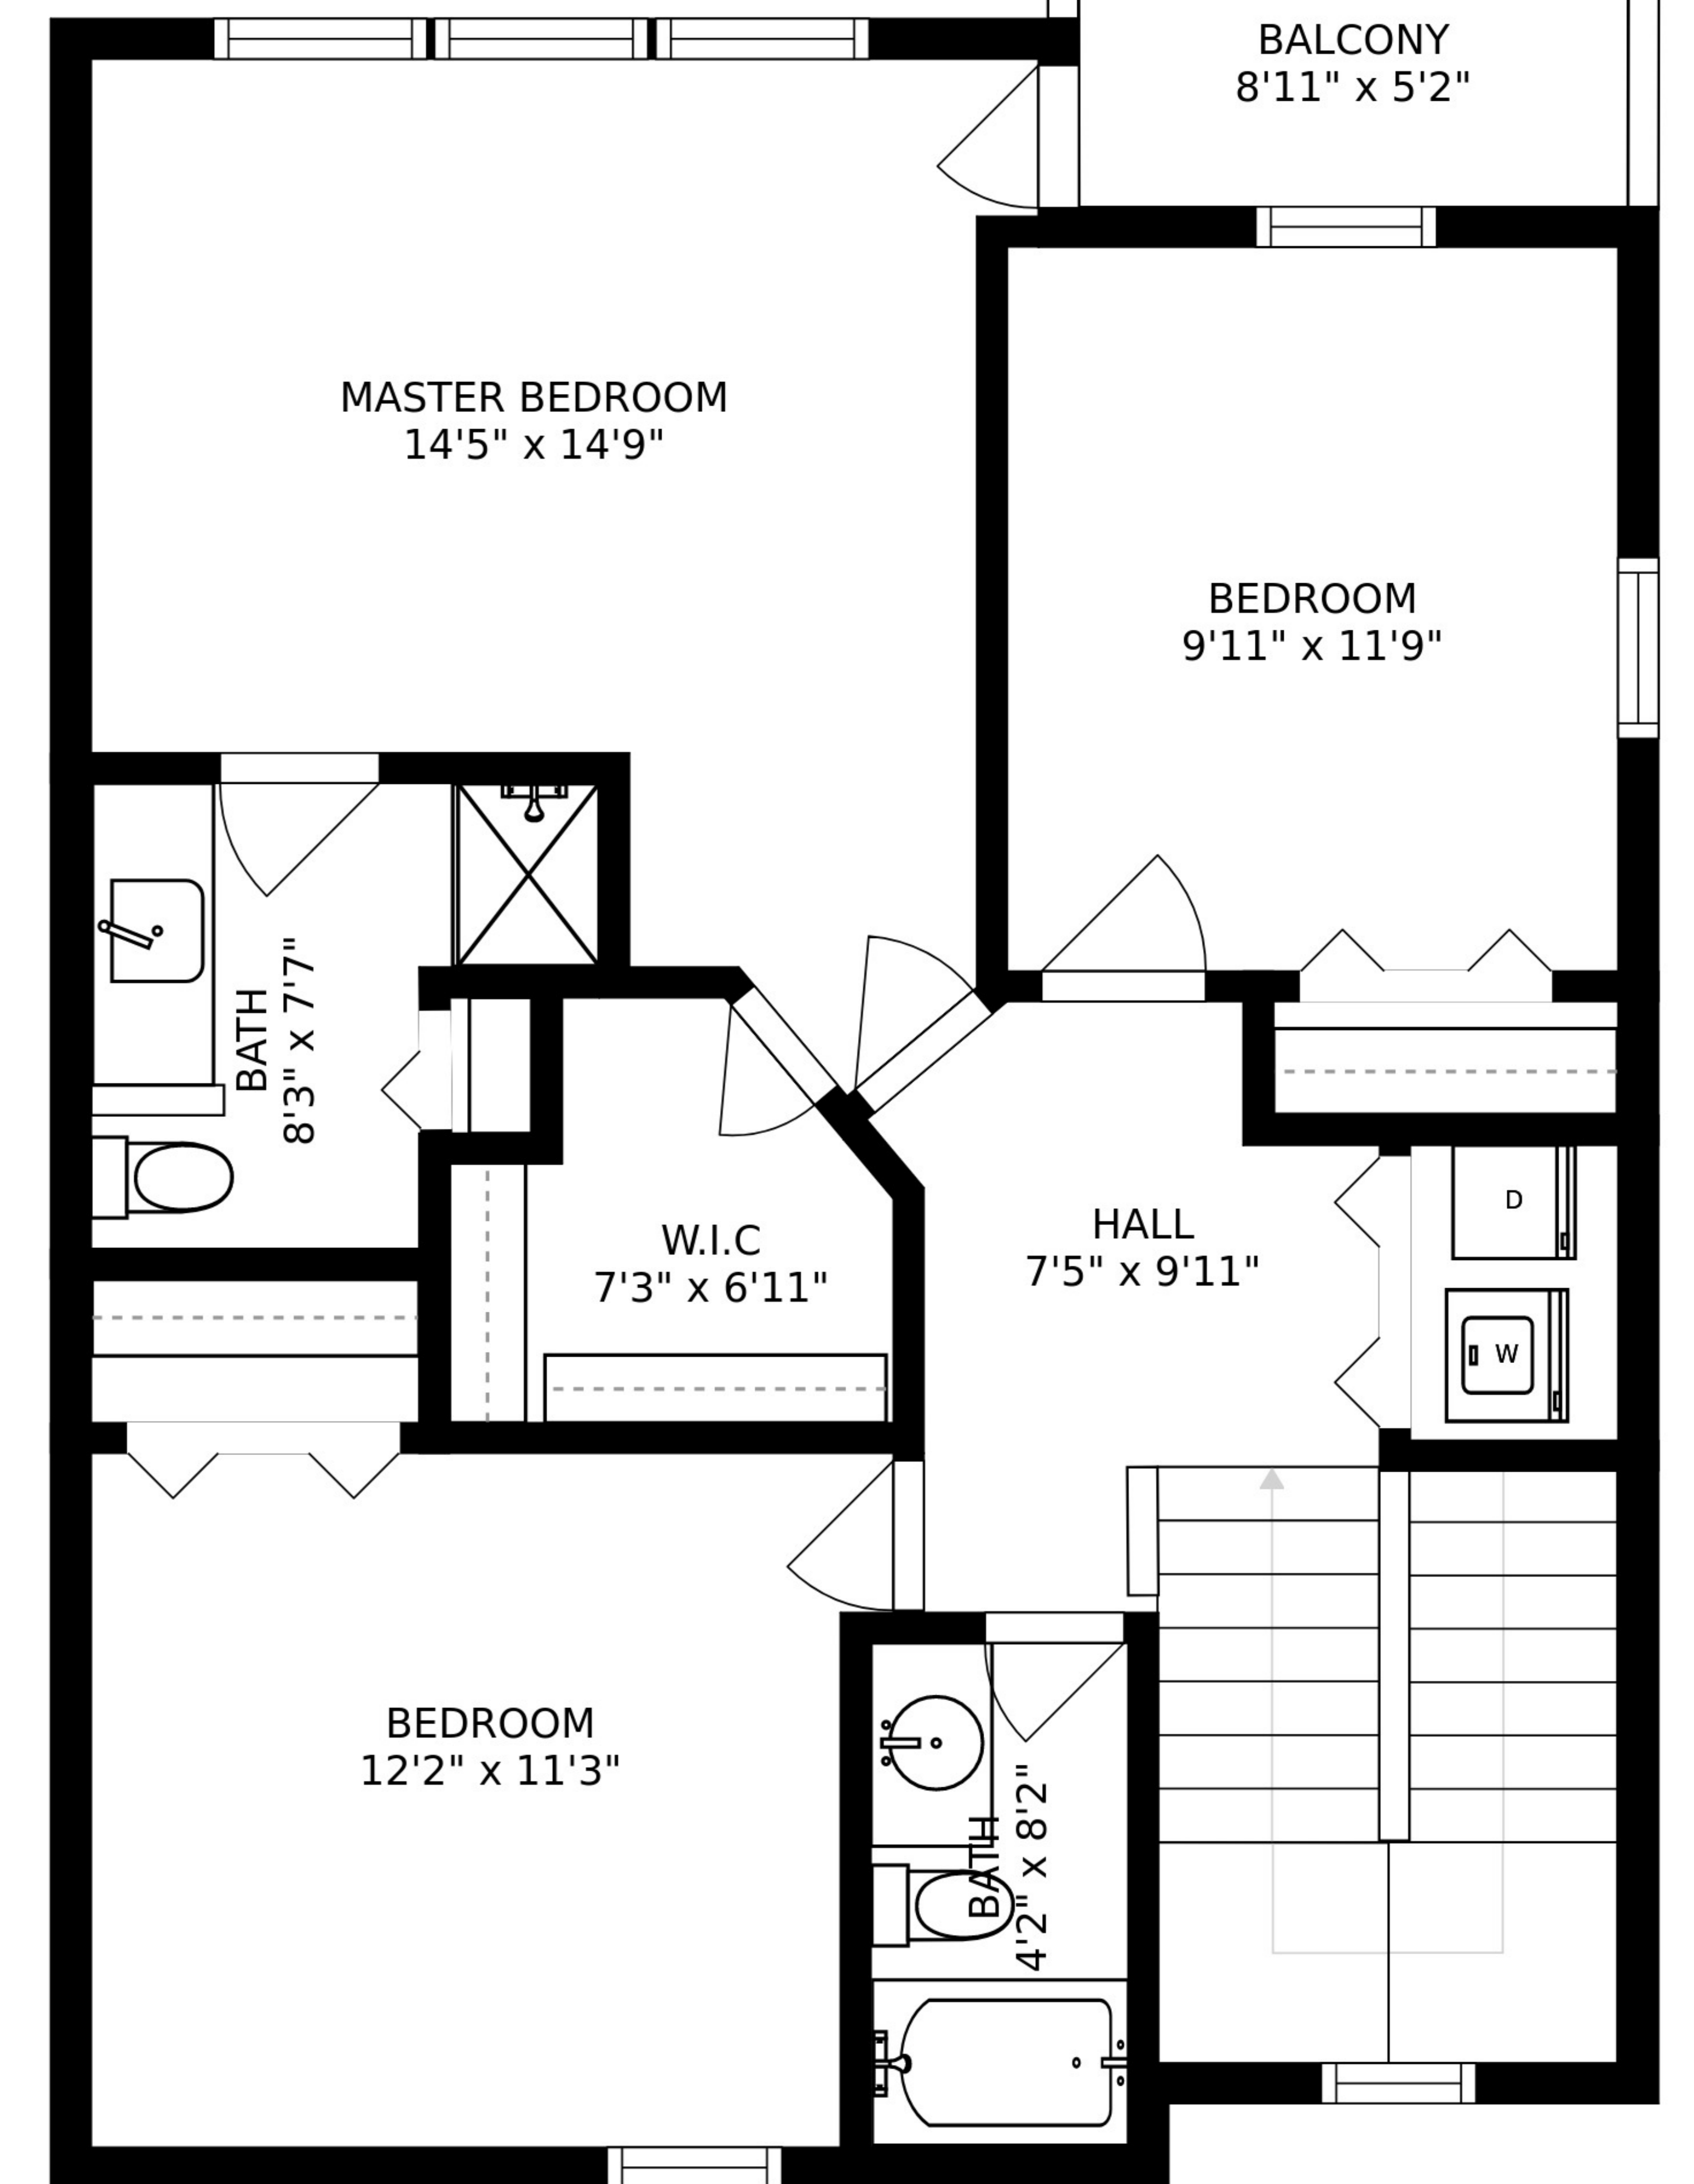 BALCONY
8'11" x 5'2"
MASTER BEDROOM
14'5" x 14'9"
BEDROOM
9'11" x 11'9"
BATH
8'3" x 7'7"
W.I.C
7'3" x 6'11"
HALL
7'5" x 9'11"
D
W
BEDROOM
12'2" x 11'3"
BATH
4'2" x 8'2"